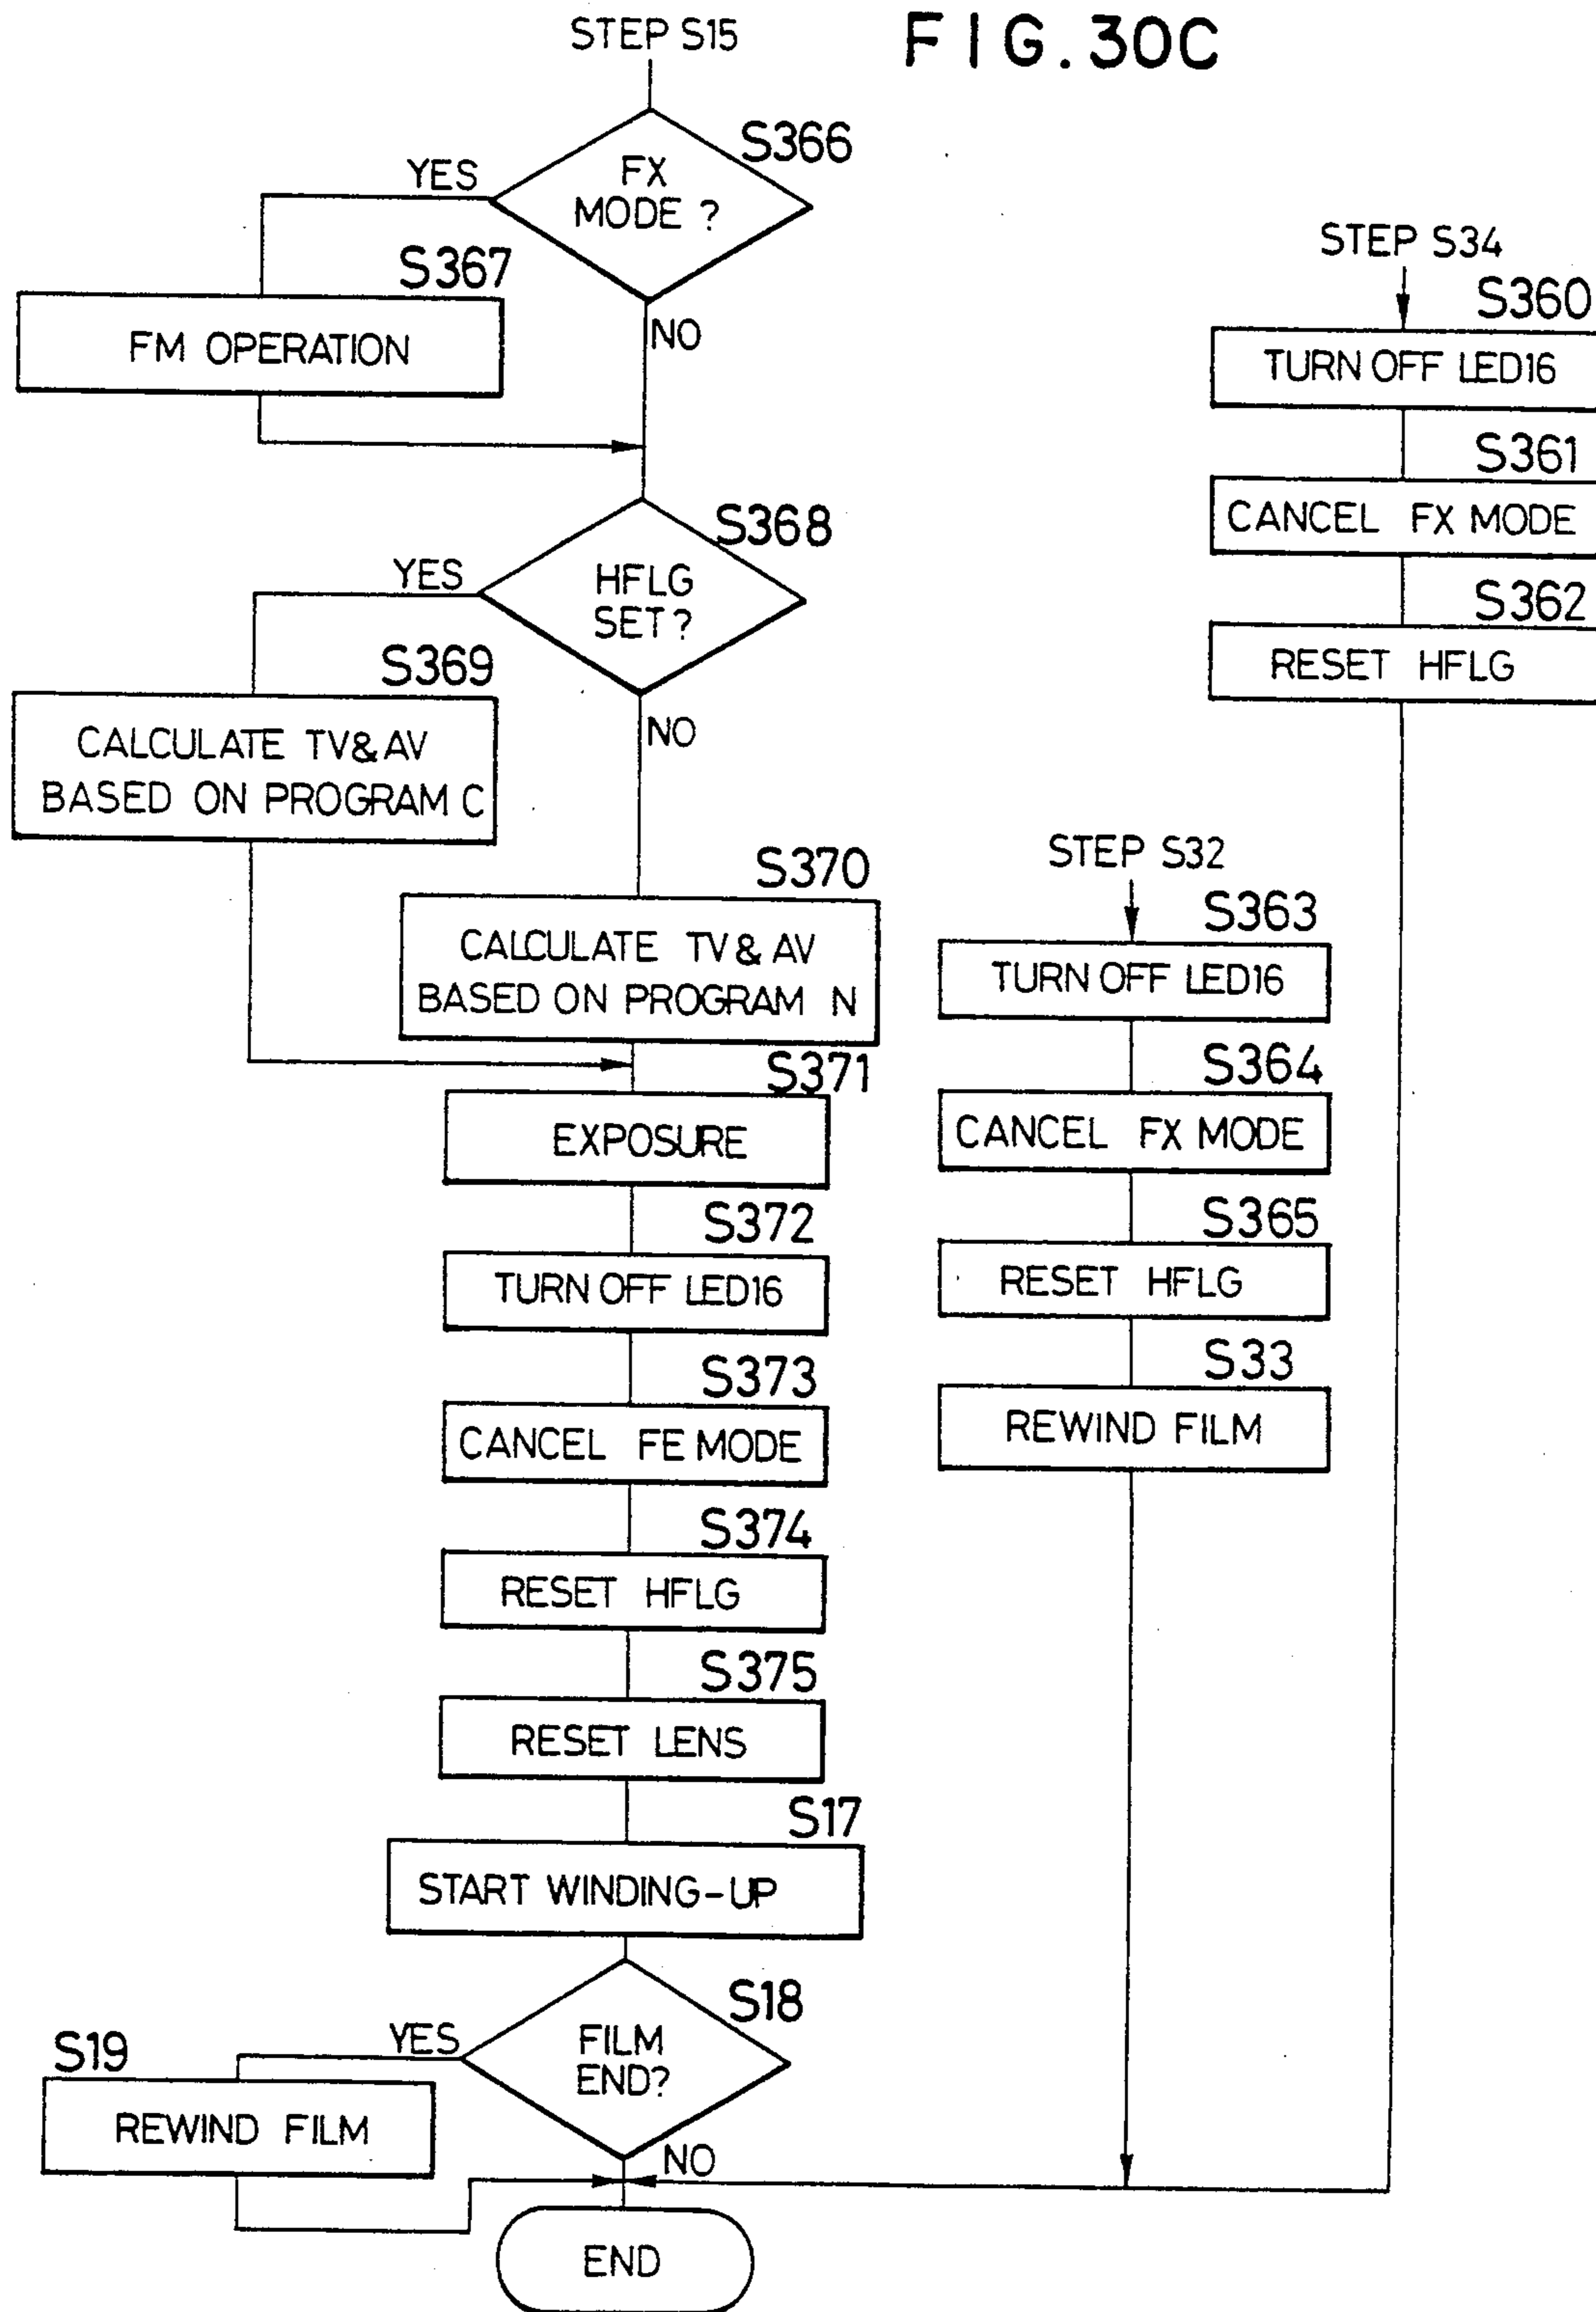 FIG. 30C
STEP S15
S366
FX
MODE ?
YES
NO
S367
FM OPERATION
S368
HFLG
SET?
YES
NO
S369
CALCULATE TV&AV
BASED ON PROGRAM C
S370
CALCULATE TV&AV
BASED ON PROGRAM N
S371
EXPOSURE
S372
TURN OFF LED16
S373
CANCEL FE MODE
S374
RESET HFLG
S375
RESET LENS
S17
START WINDING-UP
S18
FILM
END?
YES
NO
S19
REWIND FILM
END
STEP S32
S363
TURN OFF LED16
S364
CANCEL FX MODE
S365
RESET HFLG
S33
REWIND FILM
STEP S34
S360
TURN OFF LED16
S361
CANCEL FX MODE
S362
RESET HFLG